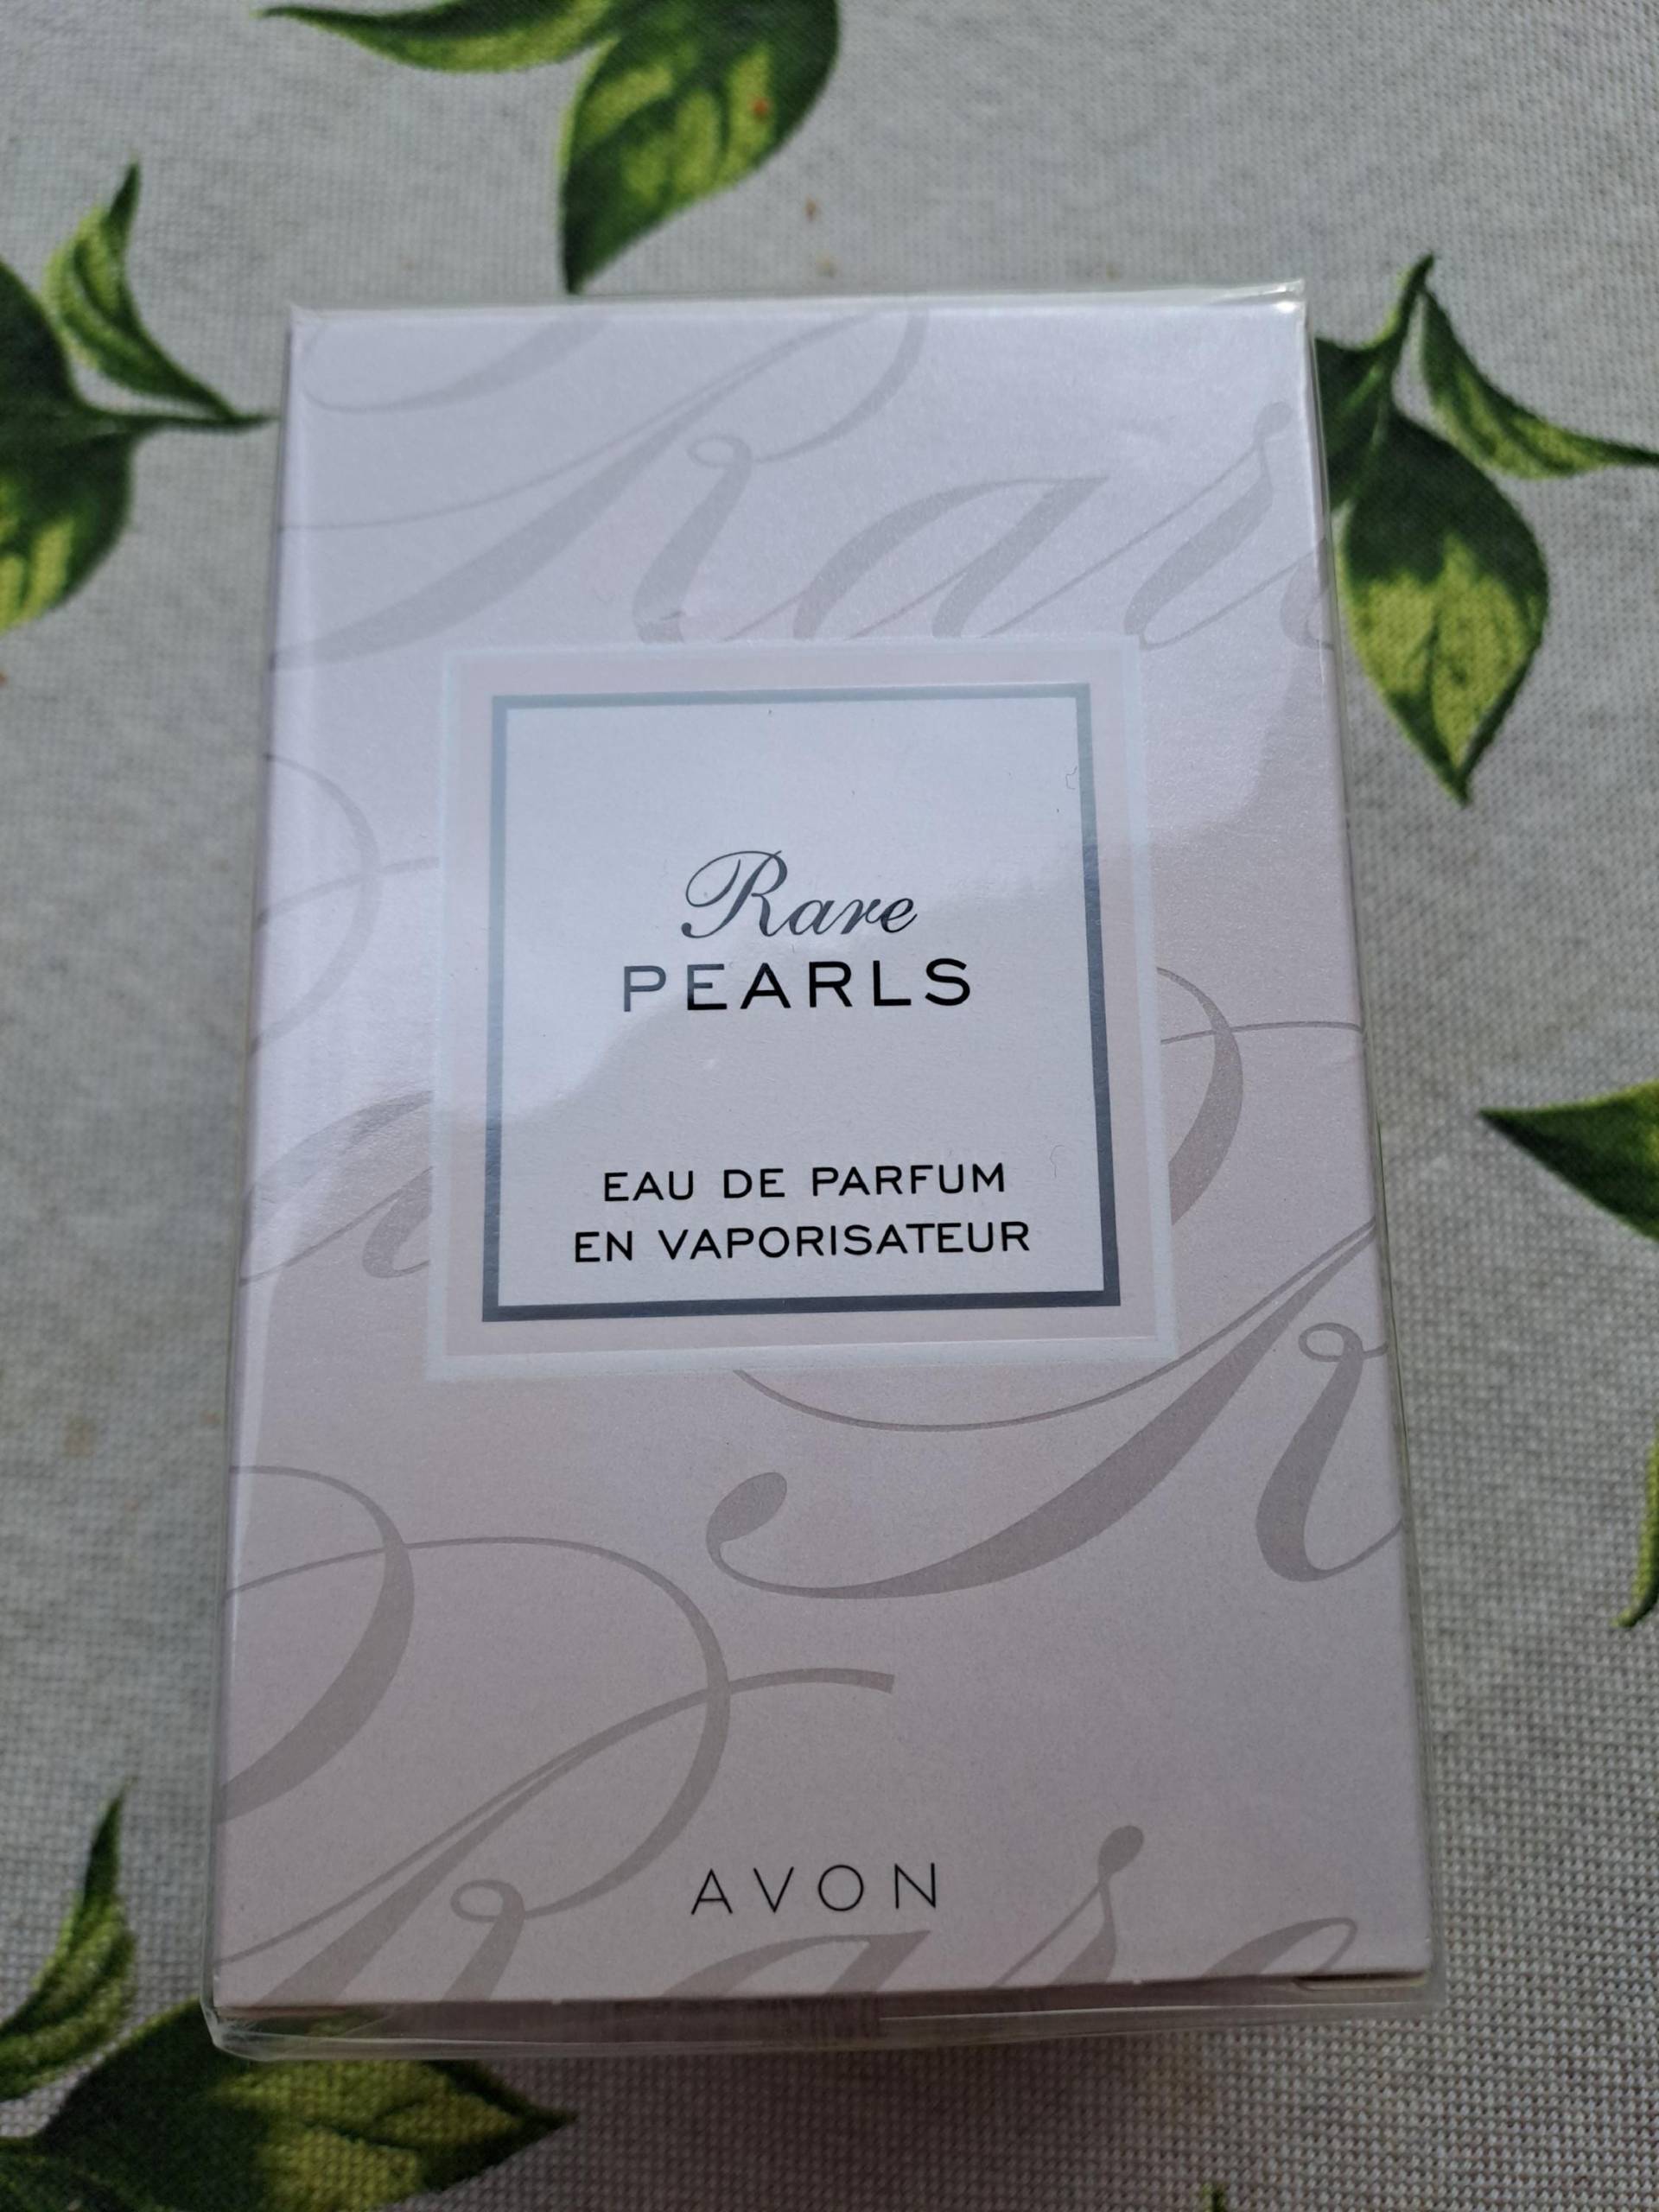 Rare
PEARLS
EAU DE PARFUM
EN VAPORISATEUR
AVON